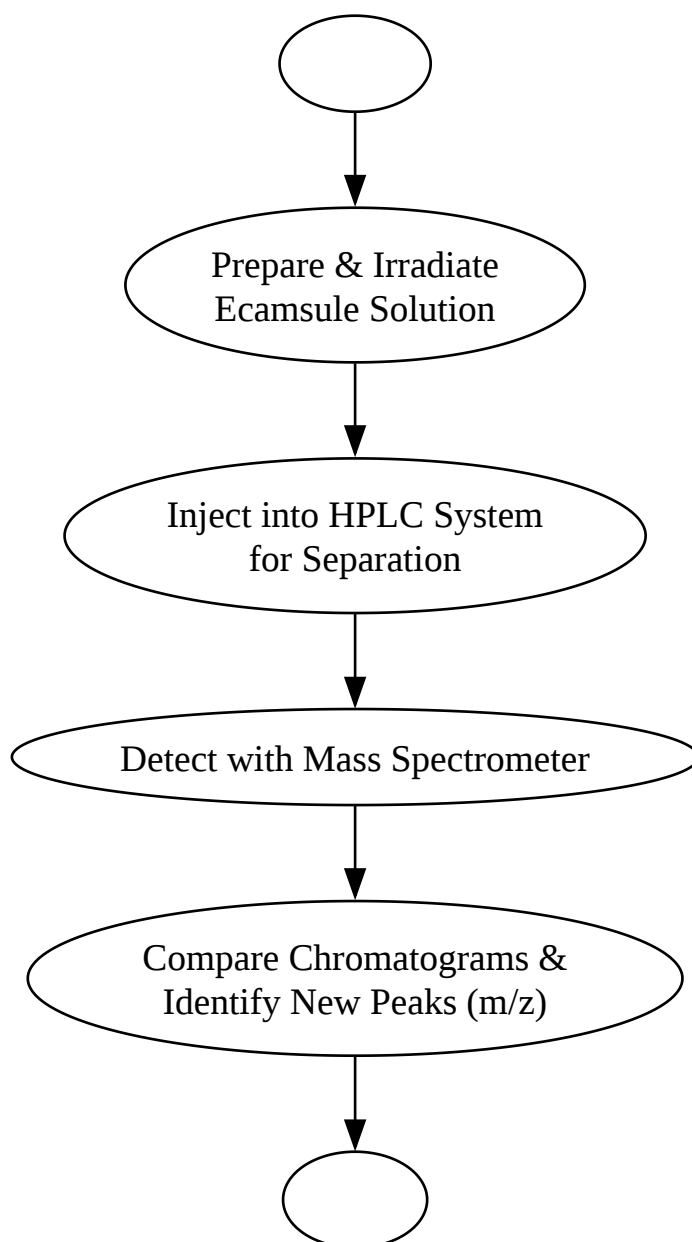 Prepare & Irradiate
Ecamsule Solution
Inject into HPLC System
for Separation
Detect with Mass Spectrometer
Compare Chromatograms &
Identify New Peaks (m/z)